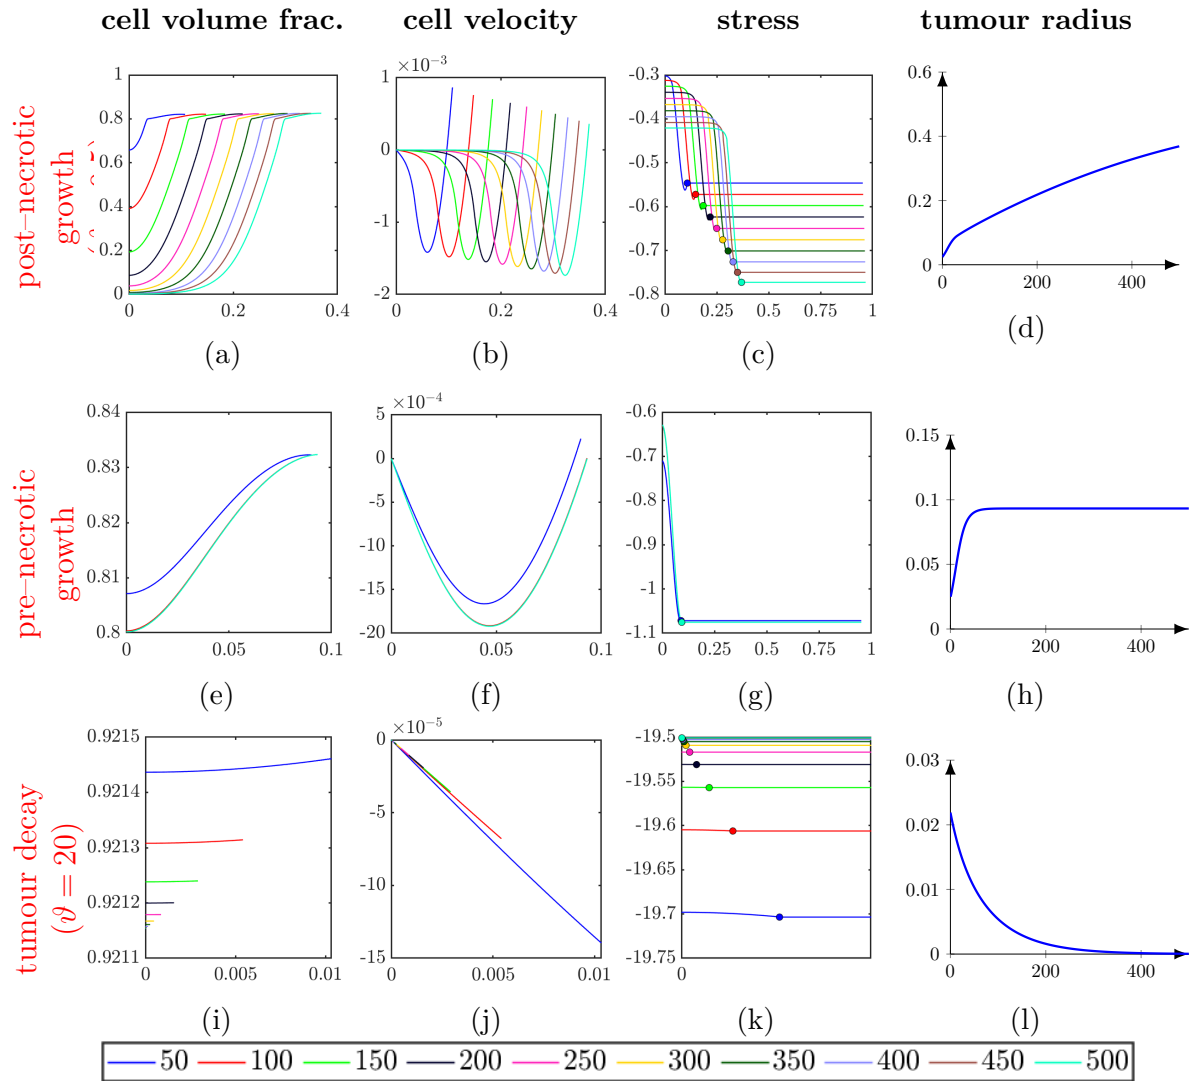 cell volume frac. cell velocity stress tumour radius
post–necrotic
growth
1
0.8
0.6
0.4
0.2
0
0 0.2 0.4
(a)
×10⁻³
1
0
-1
-2
0 0.2 0.4
(b)
-0.3
-0.4
-0.5
-0.6
-0.7
-0.8
0 0.25 0.5 0.75 1
(c)
0.6
0.4
0.2
0
0 200 400
(d)
pre–necrotic
growth
0.84
0.83
0.82
0.81
0.8
0 0.05 0.1
(e)
×10⁻⁴
5
0
-5
-10
-15
-20
0 0.05 0.1
(f)
-0.6
-0.7
-0.8
-0.9
-1
-1.1
0 0.25 0.5 0.75 1
(g)
0.15
0.1
0.05
0
0 200 400
(h)
tumour decay
(ϑ = 20)
0.9215
0.9214
0.9213
0.9212
0.9211
0 0.005 0.01
(i)
×10⁻⁵
0
-5
-10
-15
0 0.005 0.01
(j)
-19.5
-19.55
-19.6
-19.65
-19.7
-19.75
0
(k)
0.03
0.02
0.01
0
0 200 400
(l)
50 100 150 200 250 300 350 400 450 500